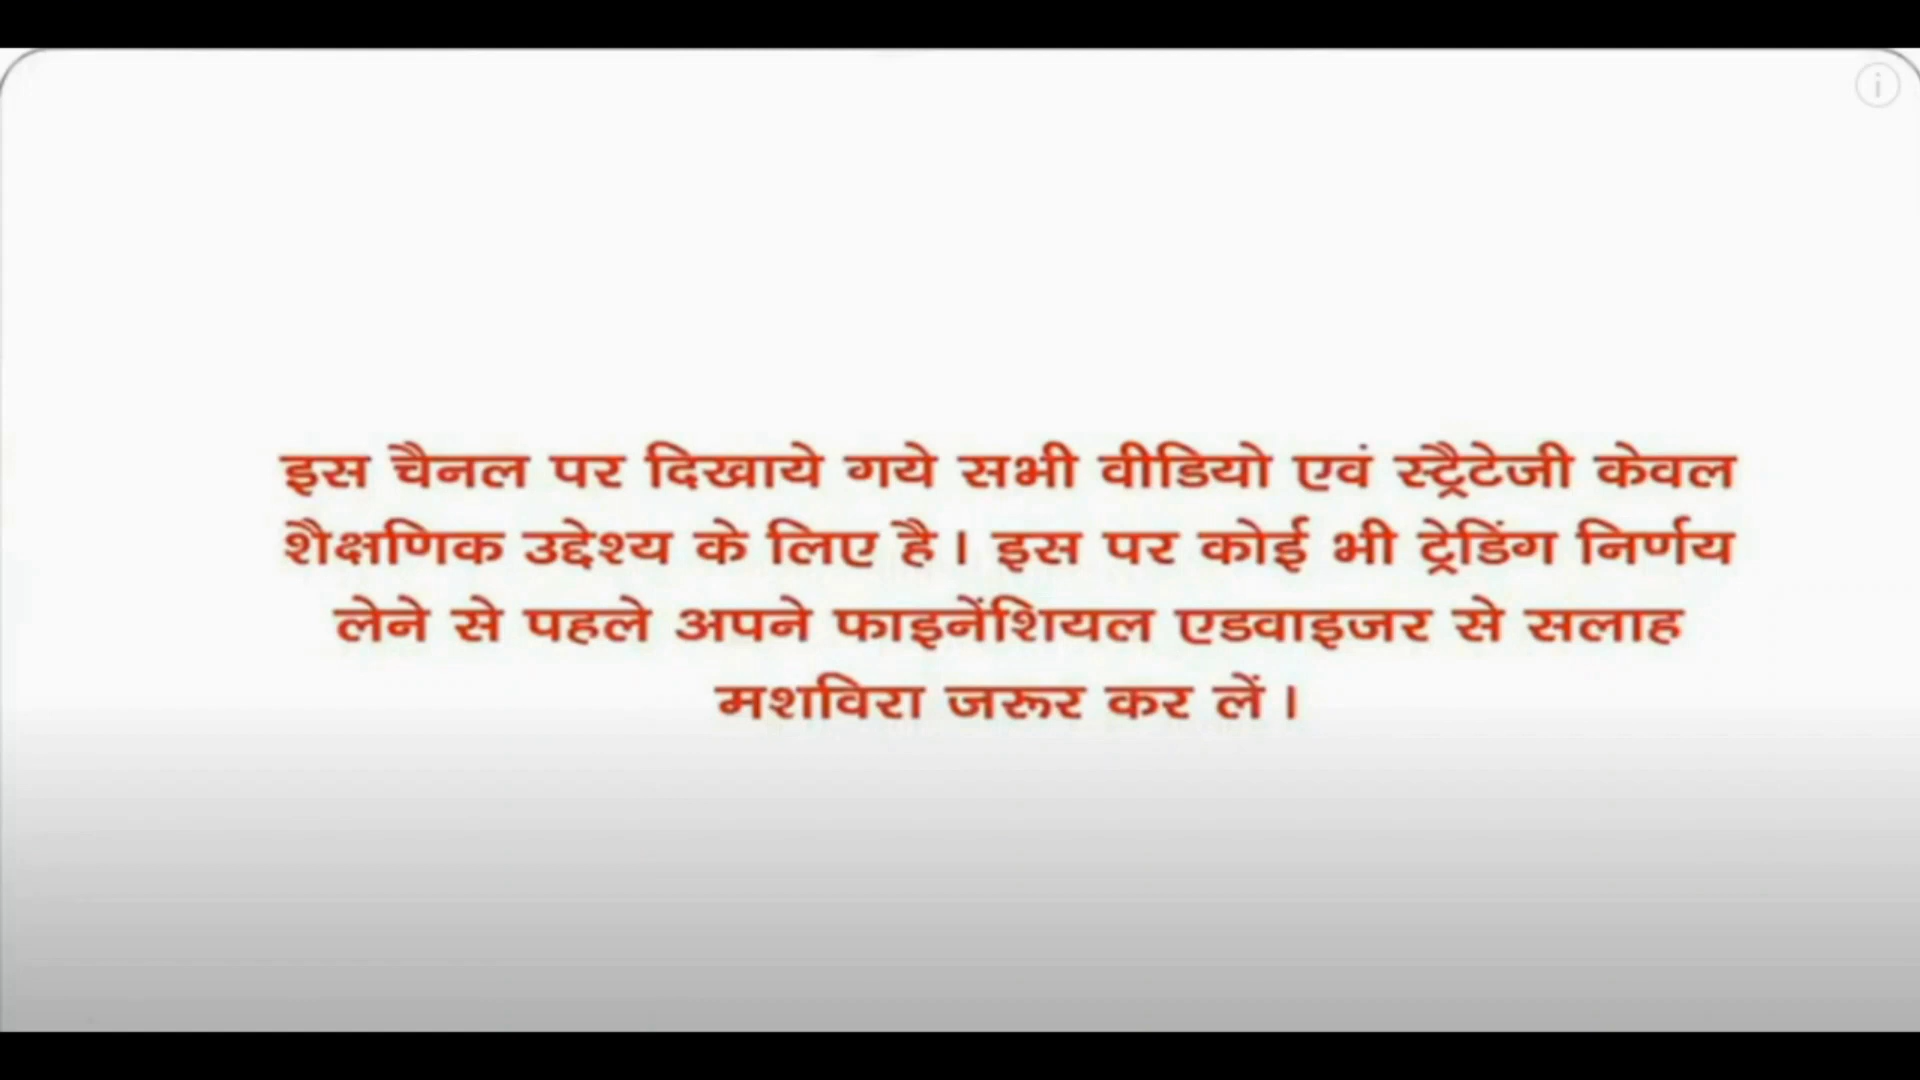 इस चैनल पर दिखाये गये सभी वीडियो एवं स्ट्रैटेजी केवल
शैक्षणिक उद्देश्य के लिए है। इस पर कोई भी ट्रेडिंग निर्णय
लेने से पहले अपने फाइनेंशियल एडवाइजर से सलाह
मशविरा जरूर कर लें।